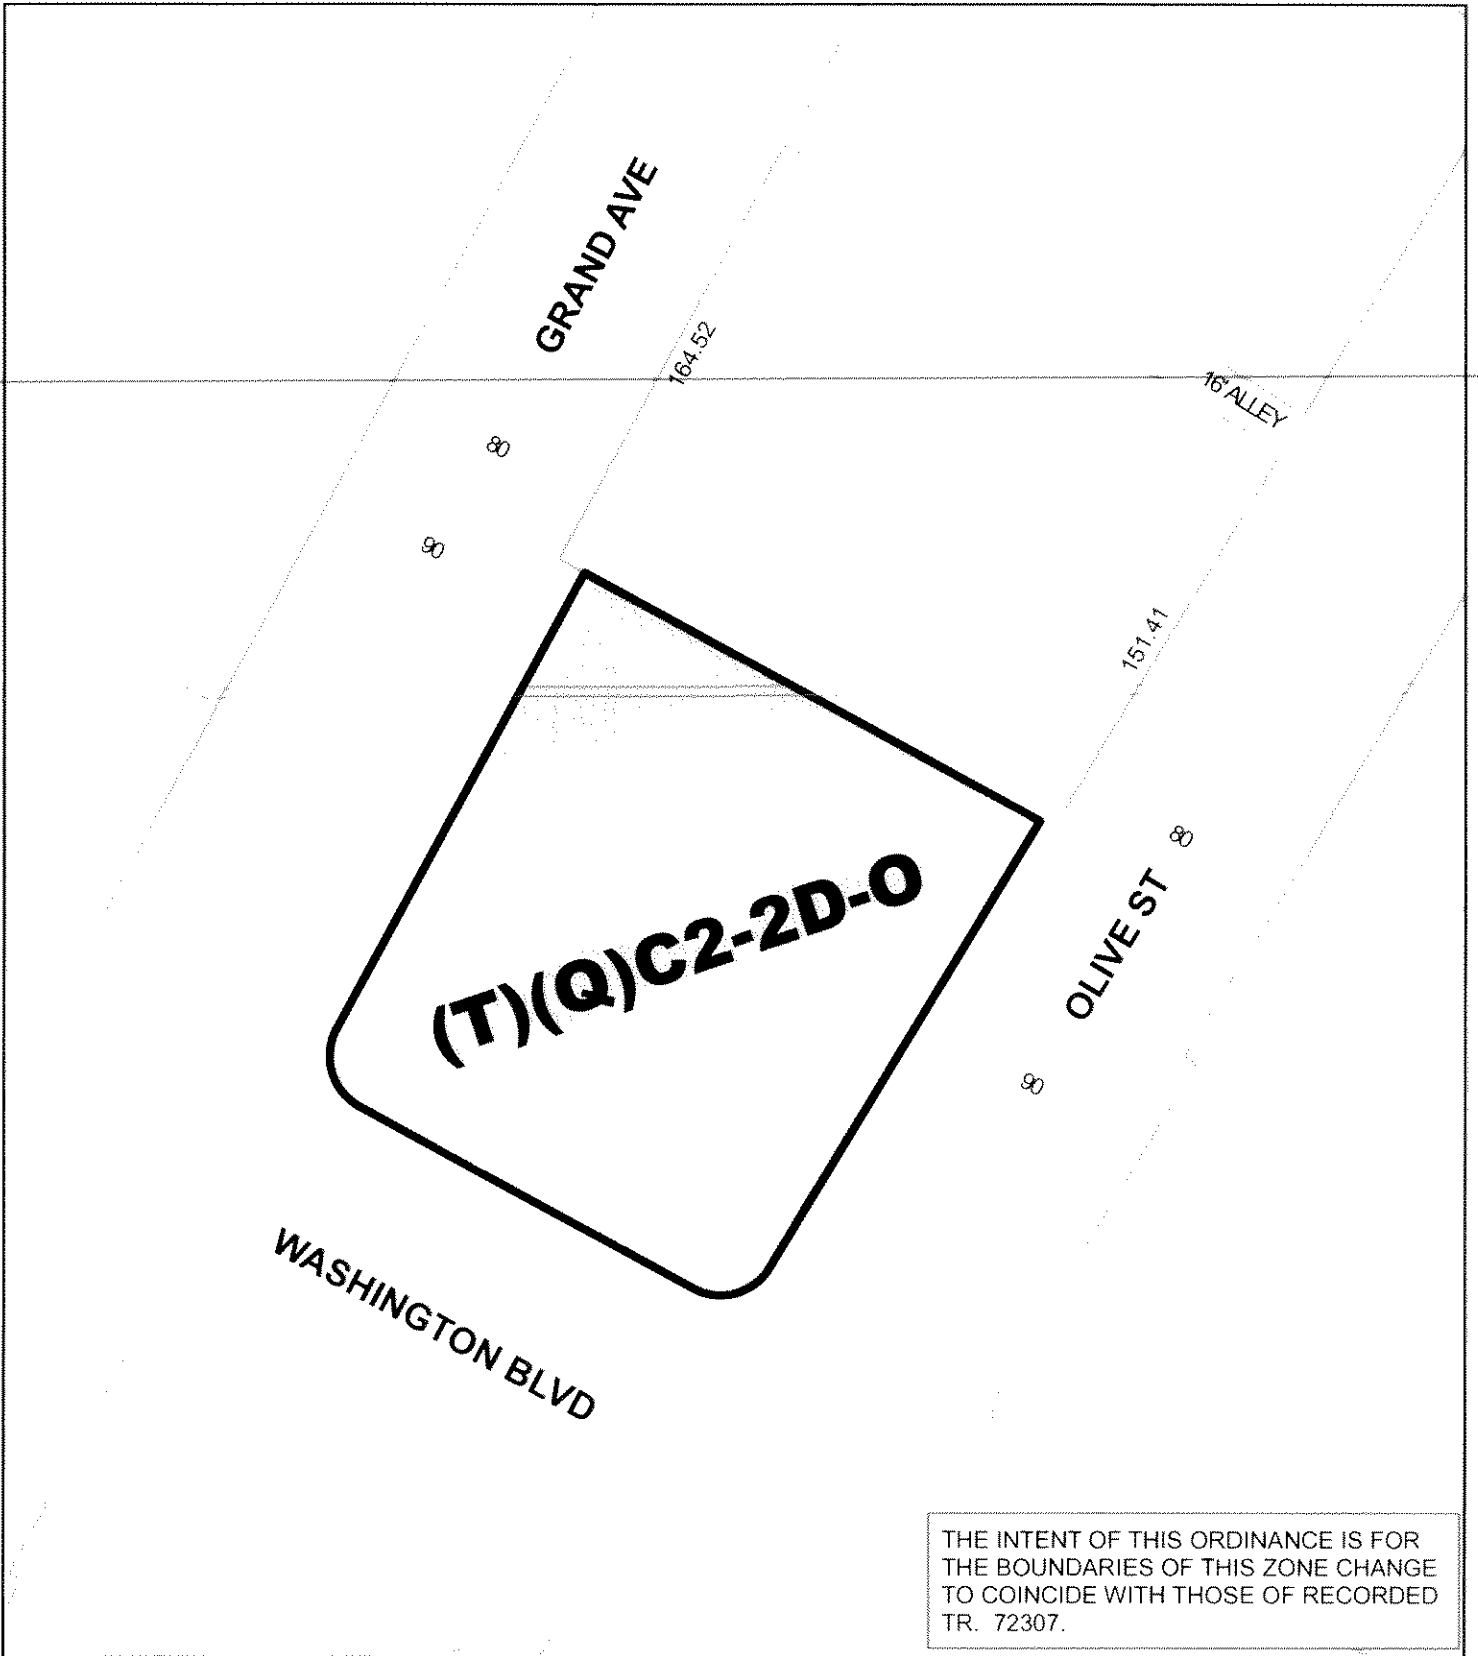 GRAND AVE
164.52
16' ALLEY
80
90
151.41
80
(T)(Q)C2-2D-O
OLIVE ST
90
WASHINGTON BLVD
THE INTENT OF THIS ORDINANCE IS FOR
THE BOUNDARIES OF THIS ZONE CHANGE
TO COINCIDE WITH THOSE OF RECORDED
TR. 72307.